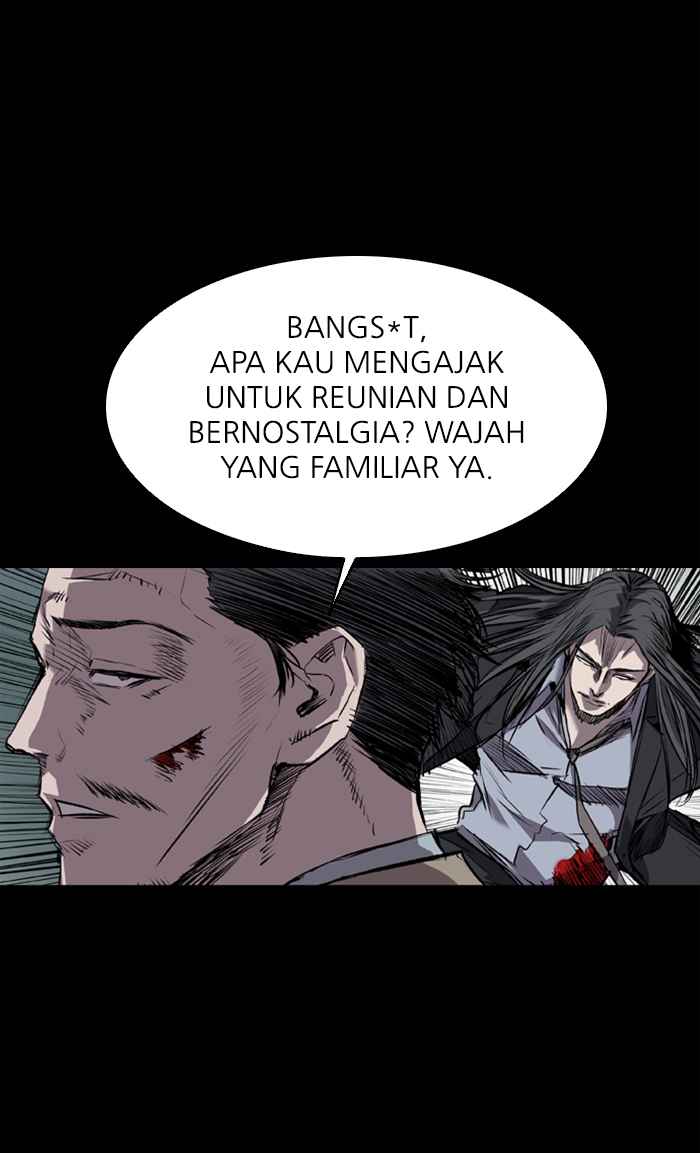 BANGS*T,
APA KAU MENGAJAK
UNTUK REUNIAN DAN
BERNOSTALGIA? WAJAH
YANG FAMILIAR YA.